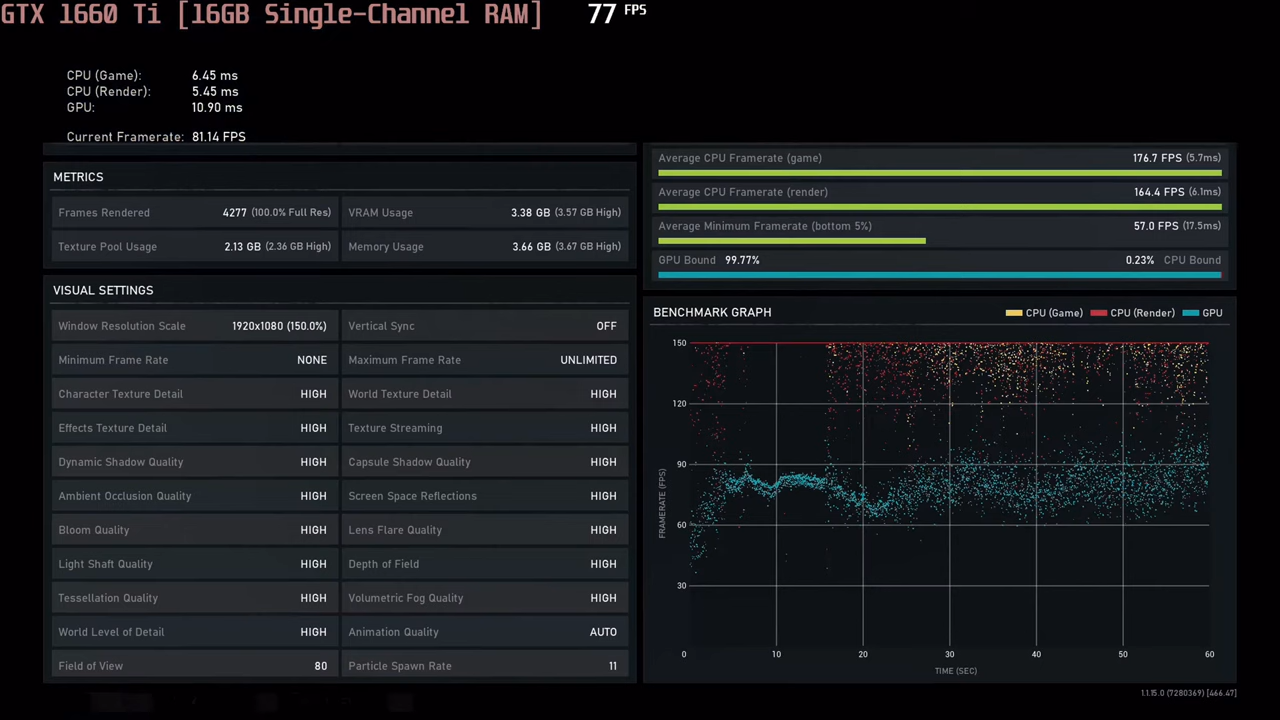 GTX 1660 Ti [16GB Single-Channel RAM] 77 FPS
CPU (Game): 6.45 ms
CPU (Render): 5.45 ms
GPU: 10.90 ms
Current Framerate: 81.14 FPS
METRICS
Frames Rendered 4277 (100.0% Full Res) VRAM Usage 3.38 GB (3.57 GB High)
Texture Pool Usage 2.13 GB (2.36 GB High) Memory Usage 3.66 GB (3.67 GB High)
VISUAL SETTINGS
Window Resolution Scale 1920x1080 (150.0%) Vertical Sync OFF
Minimum Frame Rate NONE Maximum Frame Rate UNLIMITED
Character Texture Detail HIGH World Texture Detail HIGH
Effects Texture Detail HIGH Texture Streaming HIGH
Dynamic Shadow Quality HIGH Capsule Shadow Quality HIGH
Ambient Occlusion Quality HIGH Screen Space Reflections HIGH
Bloom Quality HIGH Lens Flare Quality HIGH
Light Shaft Quality HIGH Depth of Field HIGH
Tessellation Quality HIGH Volumetric Fog Quality HIGH
World Level of Detail HIGH Animation Quality AUTO
Field of View 80 Particle Spawn Rate 11
Average CPU Framerate (game) 176.7 FPS (5.7ms)
Average CPU Framerate (render) 164.4 FPS (6.1ms)
Average Minimum Framerate (bottom 5%) 57.0 FPS (17.5ms)
GPU Bound 99.77% 0.23% CPU Bound
BENCHMARK GRAPH CPU (Game) CPU (Render) GPU
150
120
90
60
30
FRAMERATE (FPS)
0 10 20 30 40 50 60
TIME (SEC)
1.1.15.0 (7280369) [466.47]